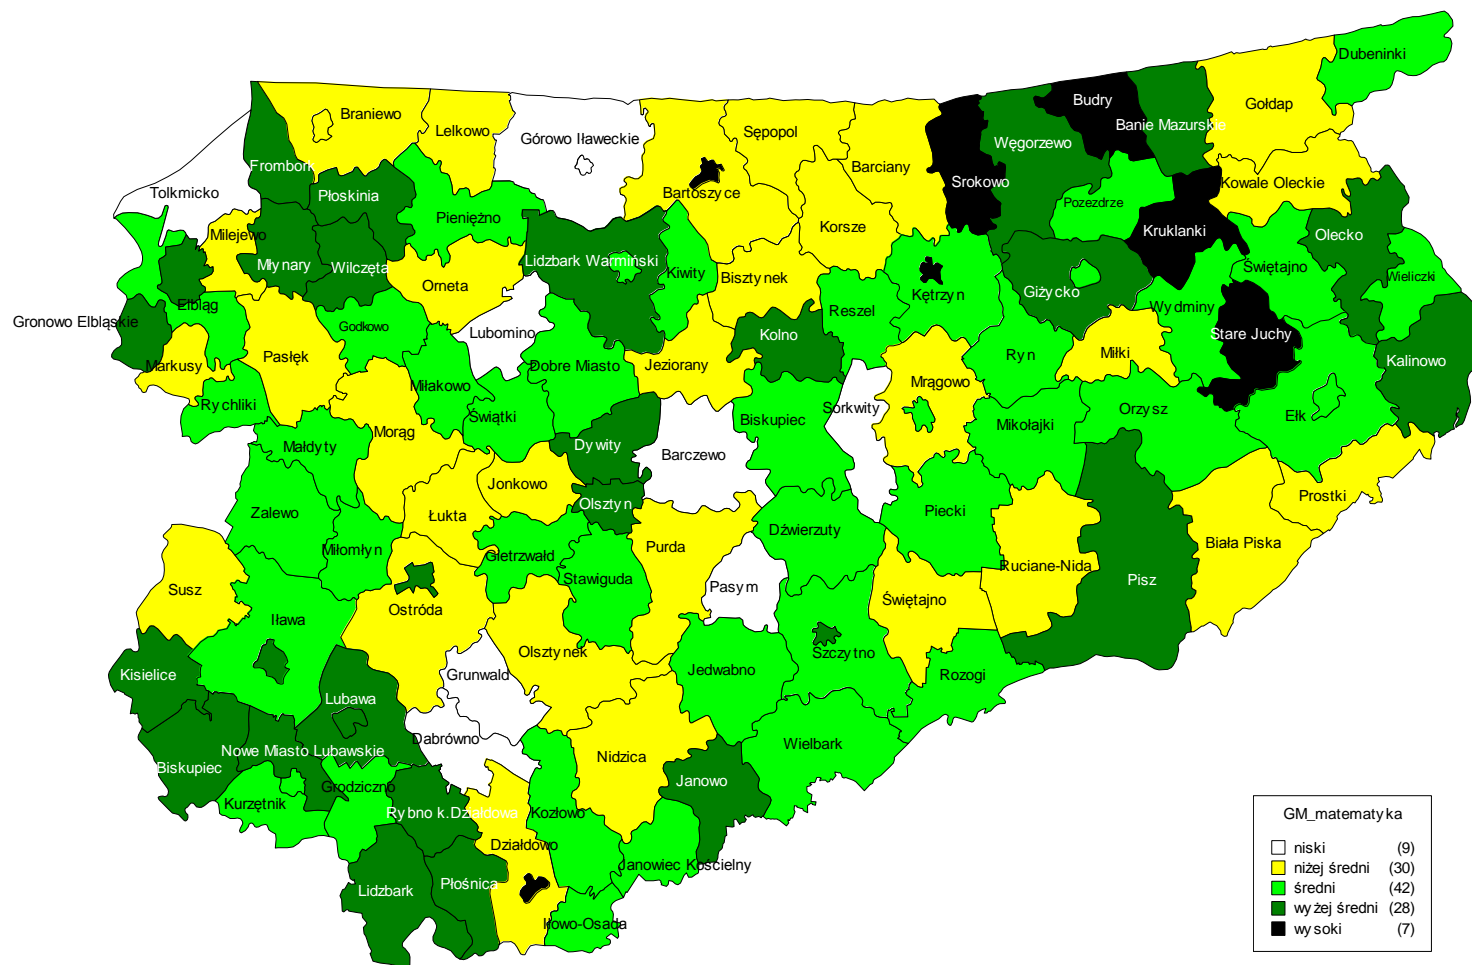 Dubeninki
Budry
Gołdap
Braniewo
Lelkowo
Górowo Iławeckie
Sępopol
Banie Mazurskie
Węgorzewo
Frombork
Barciany
Srokowo
Kowale Oleckie
Tolkmicko
Płoskinia
Bartoszyce
Pozezdrze
Pieniężno
Korsze
Kruklanki
Olecko
Milejewo
Młynary
Wilczęta
Lidzbark Warmiński
Kiwity
Bisztynek
Świętajno
Wieliczki
Orneta
Kętrzyn
Giżycko
Elbląg
Reszel
Wydminy
Gronowo Elbląskie
Godkowo
Lubomino
Kolno
Stare Juchy
Pasłęk
Markusy
Dobre Miasto
Jeziorany
Ryn
Miłki
Kalinowo
Miłakowo
Mrągowo
Rychliki
Świątki
Biskupiec
Sorkwity
Mikołajki
Orzysz
Ełk
Morąg
Małdyty
Dywity
Barczewo
Jonkowo
Olsztyn
Prostki
Zalewo
Łukta
Piecki
Dźwierzuty
Miłomłyn
Gietrzwałd
Purda
Biała Piska
Susz
Stawiguda
Pasym
Ruciane-Nida
Pisz
Ostróda
Świętajno
Iława
Olsztynek
Szczytno
Kisielice
Grunwald
Jedwabno
Rozogi
Lubawa
Dąbrówno
Nowe Miasto Lubawskie
Wielbark
Nidzica
Biskupiec
Grodziczno
Janowo
Kurzętnik
Rybno k.Działdowa
Kozłowo
Działdowo
Janowiec Kościelny
Lidzbark
Płośnica
Iłowo-Osada
GM_matematyka
niski (9)
niżej średni (30)
średni (42)
wyżej średni (28)
wysoki (7)